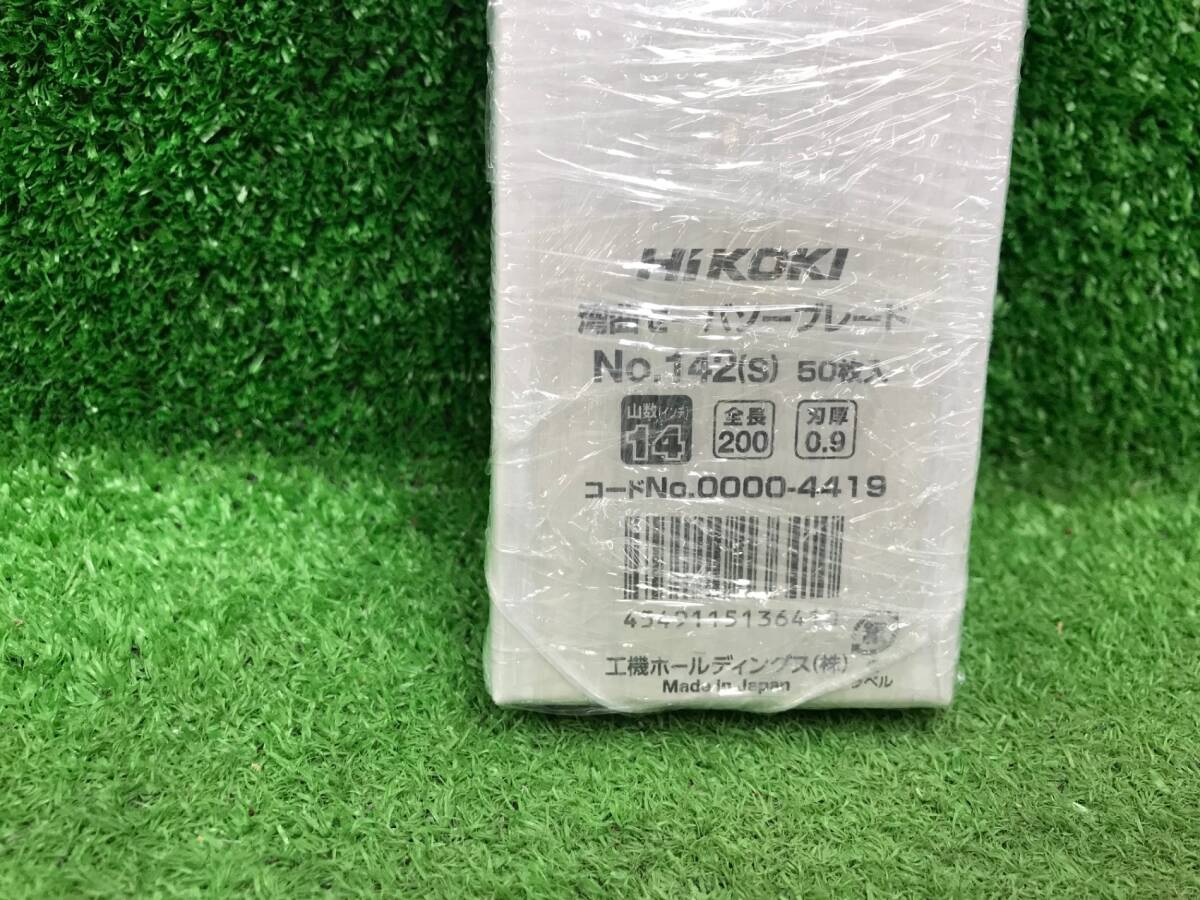 HiKOKI
湾曲セーバソーブレード
No.142(S) 50枚入
山数(インチ) 全長 刃厚
14 200 0.9
コードNo.0000-4419
工機ホールディングス(株)
Made in Japan